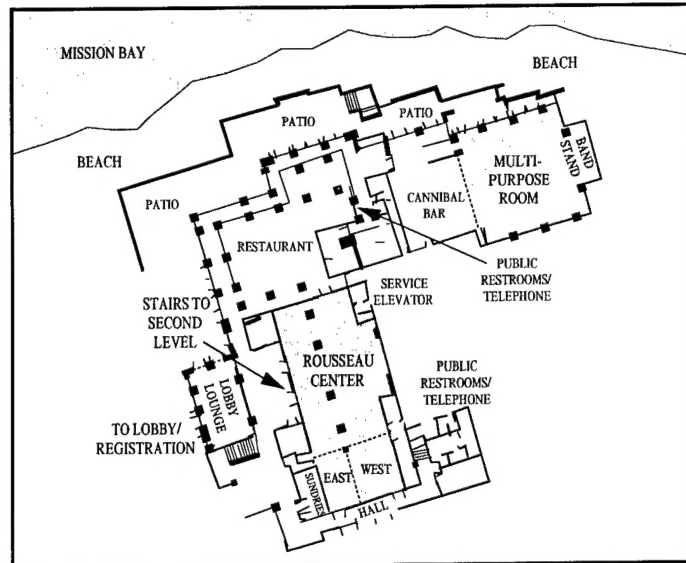 MISSION BAY
BEACH
PATIO
PATIO
BEACH
PATIO
BAND
STAND
MULTI-
PURPOSE
ROOM
CANNIBAL
BAR
RESTAURANT
PUBLIC
RESTROOMS/
TELEPHONE
SERVICE
ELEVATOR
STAIRS TO
SECOND
LEVEL
ROUSSEAU
CENTER
PUBLIC
RESTROOMS/
TELEPHONE
LOBBY
LOUNGE
TO LOBBY/
REGISTRATION
SUNDRIES
EAST
WEST
HALL